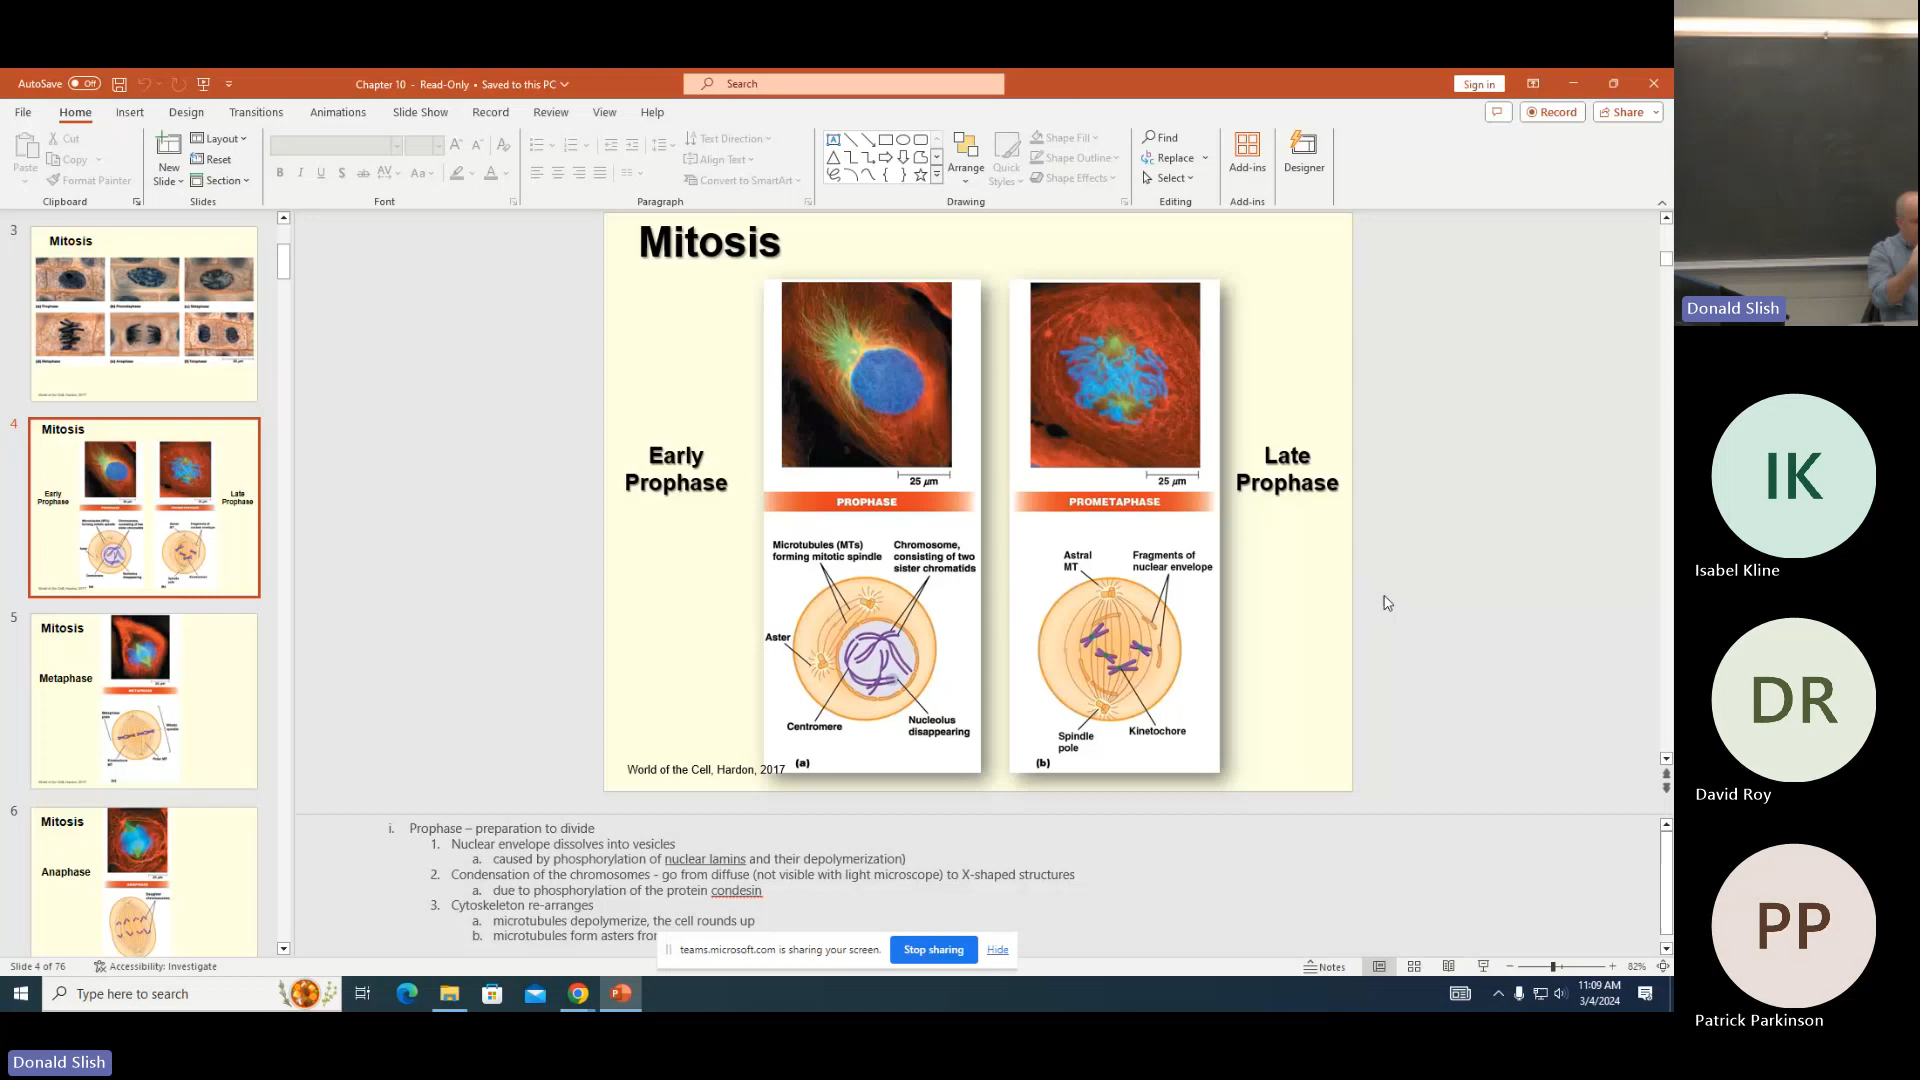 AutoSave Off
Chapter 10 - Read-Only • Saved to this PC
Search
Sign in
File Home Insert Design Transitions Animations Slide Show Record Review View Help
Record
Share
Paste
Cut
Copy
Format Painter
Clipboard
New Slide
Layout
Reset
Section
Slides
B I U S ab AV Aa A
Font
Text Direction
Align Text
Convert to SmartArt
Paragraph
Arrange
Quick Styles
Shape Fill
Shape Outline
Shape Effects
Drawing
Find
Replace
Select
Editing
Add-ins
Add-ins
Designer
3
Mitosis
4
Mitosis
Early Prophase
Late Prophase
5
Mitosis
Metaphase
6
Mitosis
Anaphase
Mitosis
Early
Prophase
Late
Prophase
25 μm
25 μm
PROPHASE
PROMETAPHASE
Microtubules (MTs)
forming mitotic spindle
Chromosome,
consisting of two
sister chromatids
Aster
Centromere
Nucleolus
disappearing
(a)
Astral
MT
Fragments of
nuclear envelope
Spindle
pole
Kinetochore
(b)
World of the Cell, Hardon, 2017
i. Prophase – preparation to divide
1. Nuclear envelope dissolves into vesicles
a. caused by phosphorylation of nuclear lamins and their depolymerization)
2. Condensation of the chromosomes - go from diffuse (not visible with light microscope) to X-shaped structures
a. due to phosphorylation of the protein condesin
3. Cytoskeleton re-arranges
a. microtubules depolymerize, the cell rounds up
b. microtubules form asters
teams.microsoft.com is sharing your screen.
Stop sharing
Hide
Slide 4 of 76
Accessibility: Investigate
Notes
82%
Type here to search
11:09 AM
3/4/2024
Donald Slish
IK
Isabel Kline
DR
David Roy
PP
Patrick Parkinson
Donald Slish